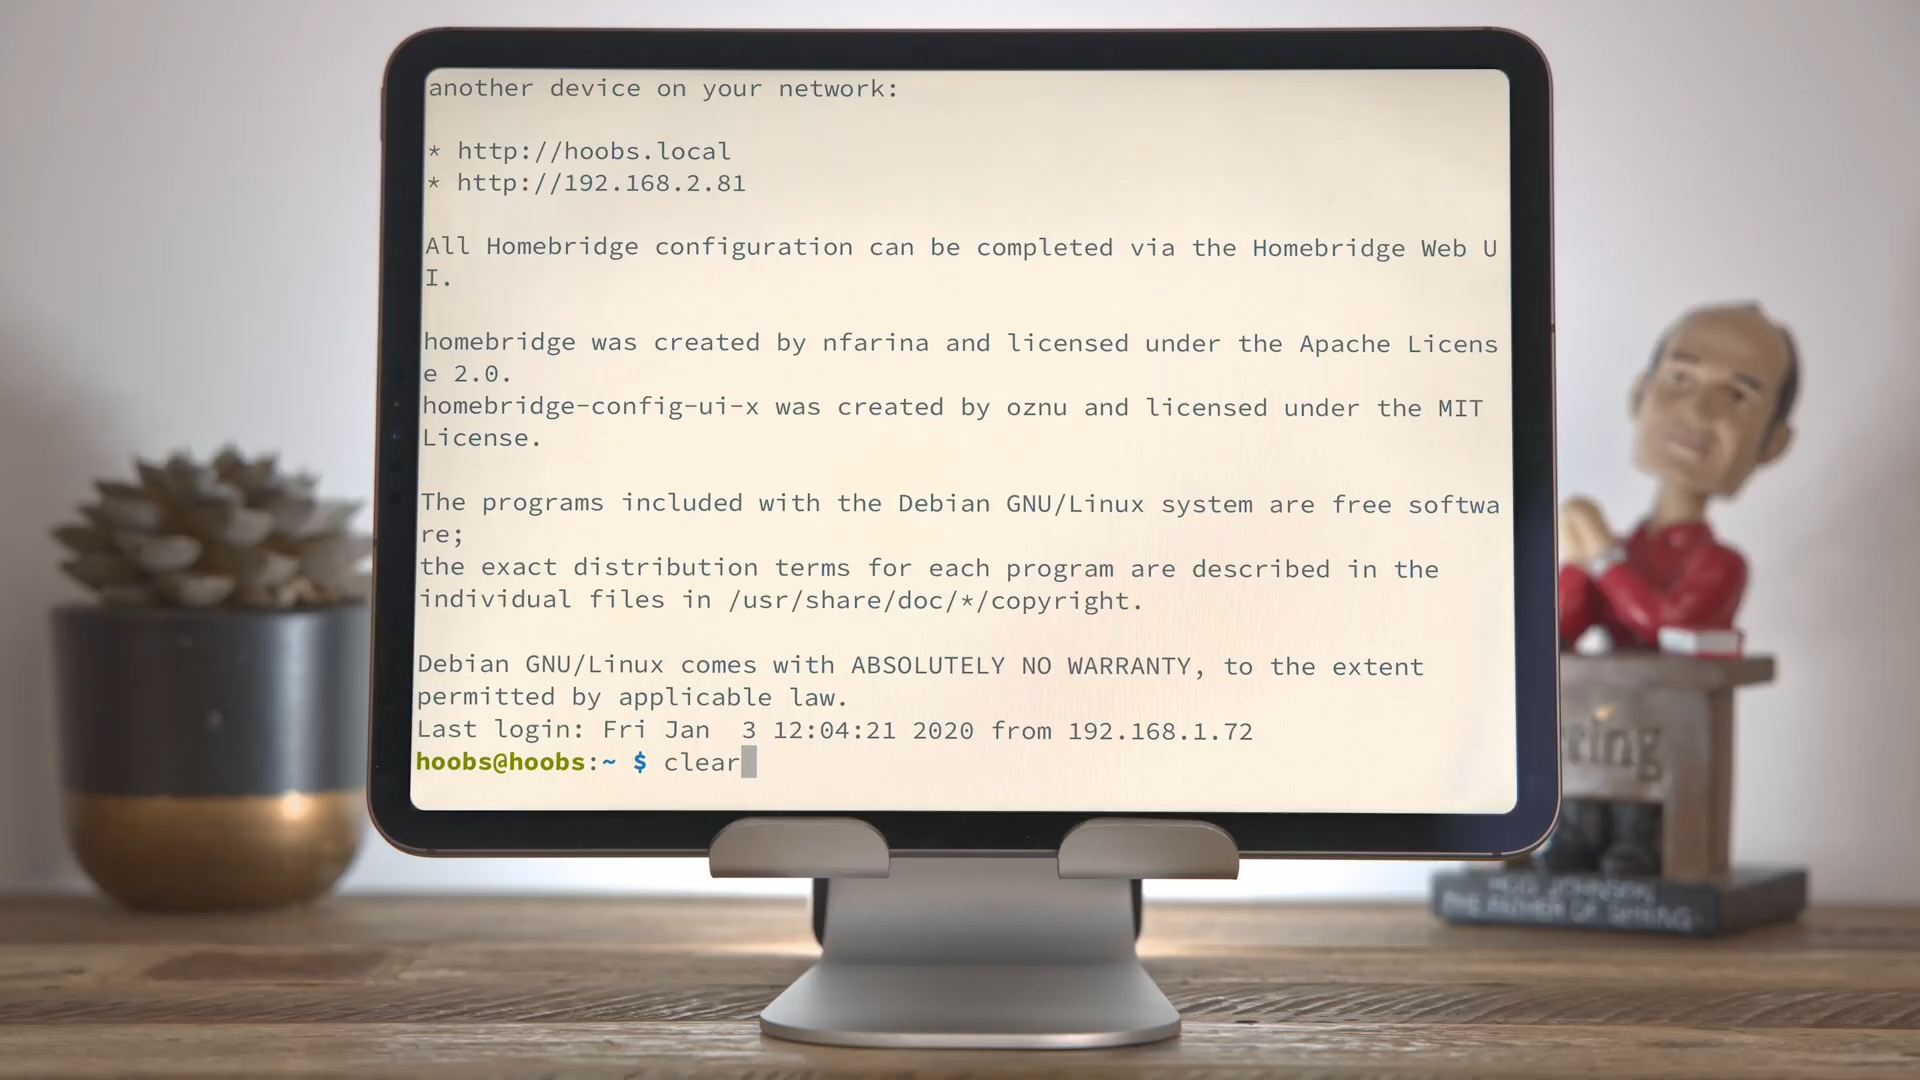 another device on your network:
* http://hoobs.local
* http://192.168.2.81
All Homebridge configuration can be completed via the Homebridge Web U
I.
homebridge was created by nfarina and licensed under the Apache Licens
e 2.0.
homebridge-config-ui-x was created by oznu and licensed under the MIT
License.
The programs included with the Debian GNU/Linux system are free softwa
re;
the exact distribution terms for each program are described in the
individual files in /usr/share/doc/*/copyright.
Debian GNU/Linux comes with ABSOLUTELY NO WARRANTY, to the extent
permitted by applicable law.
Last login: Fri Jan  3 12:04:21 2020 from 192.168.1.72
hoobs@hoobs:~ $ clear
JOHNSON
THE FATHER OF SPRING